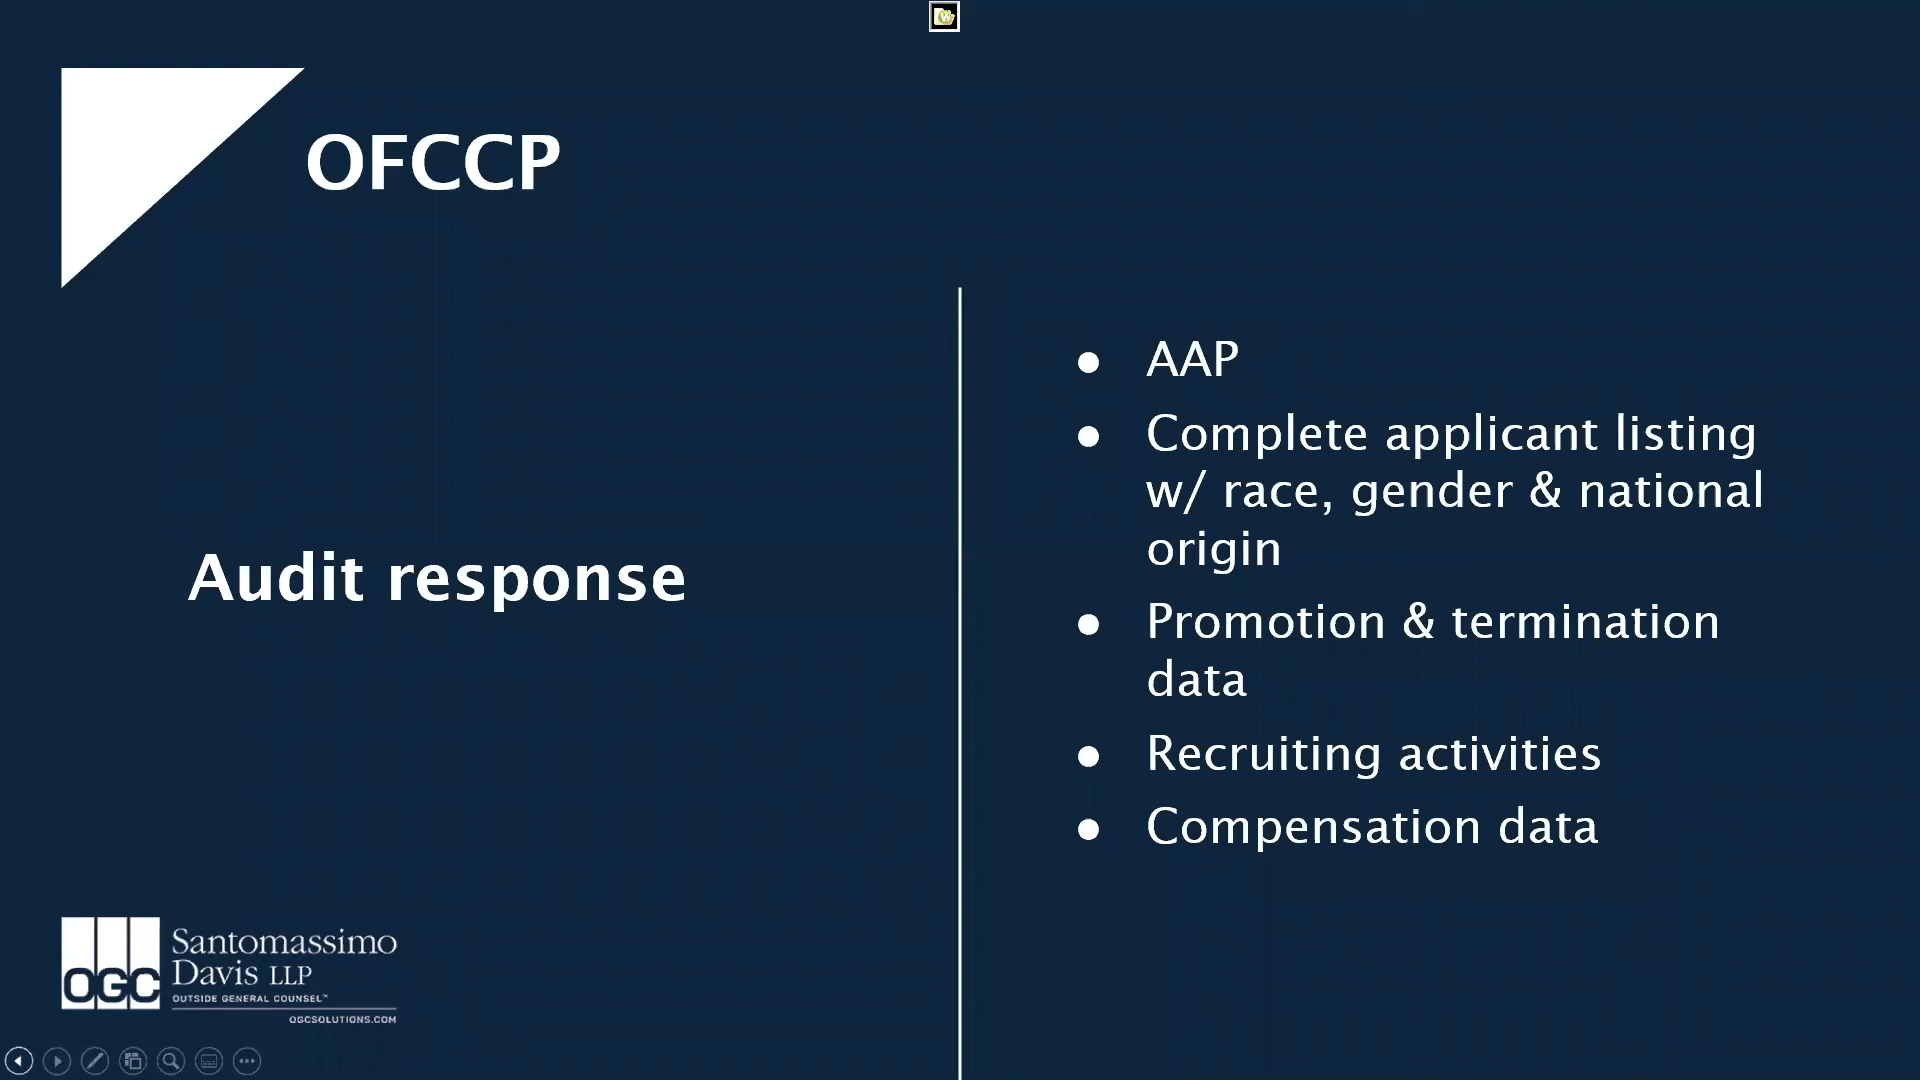 OFCCP
Audit response
● AAP
● Complete applicant listing
w/ race, gender & national
origin
● Promotion & termination
data
● Recruiting activities
● Compensation data
OGC
Santomassimo
Davis LLP
OUTSIDE GENERAL COUNSEL™
OGCSOLUTIONS.COM